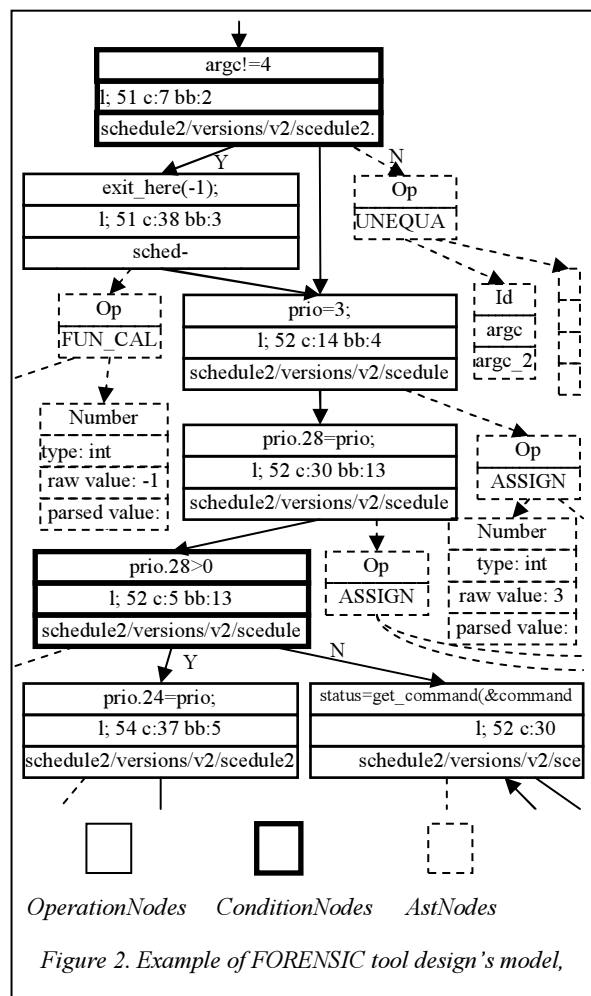 argc!=4
l; 51 c:7 bb:2
schedule2/versions/v2/scedule2.
Y
N
exit_here(-1);
l; 51 c:38 bb:3
sched-
Op
UNEQUA
Op
FUN_CAL
prio=3;
l; 52 c:14 bb:4
schedule2/versions/v2/scedule
Id
argc
argc_2
Number
type: int
raw value: -1
parsed value:
prio.28=prio;
l; 52 c:30 bb:13
schedule2/versions/v2/scedule
Op
ASSIGN
prio.28>0
l; 52 c:5 bb:13
schedule2/versions/v2/scedule
Op
ASSIGN
Number
type: int
raw value: 3
parsed value:
Y
N
prio.24=prio;
l; 54 c:37 bb:5
schedule2/versions/v2/scedule2
status=get_command(&command
l; 52 c:30
schedule2/versions/v2/sce
OperationNodes ConditionNodes AstNodes
Figure 2. Example of FORENSIC tool design's model,